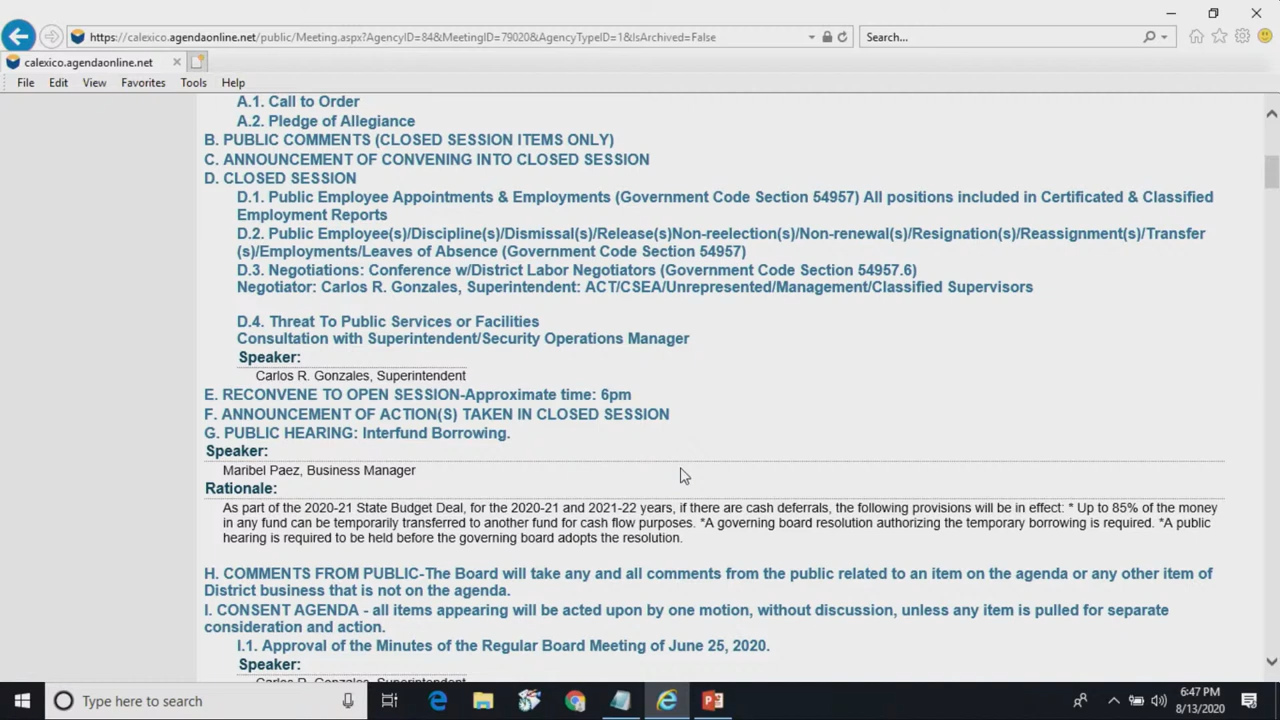 https://calexico.agendaonline.net/public/Meeting.aspx?AgencyID=84&MeetingID=79020&AgencyTypeID=1&IsArchived=False
Search...
calexico.agendaonline.net
File Edit View Favorites Tools Help
A.1. Call to Order
A.2. Pledge of Allegiance
B. PUBLIC COMMENTS (CLOSED SESSION ITEMS ONLY)
C. ANNOUNCEMENT OF CONVENING INTO CLOSED SESSION
D. CLOSED SESSION
D.1. Public Employee Appointments & Employments (Government Code Section 54957) All positions included in Certificated & Classified
Employment Reports
D.2. Public Employee(s)/Discipline(s)/Dismissal(s)/Release(s)Non-reelection(s)/Non-renewal(s)/Resignation(s)/Reassignment(s)/Transfer
(s)/Employments/Leaves of Absence (Government Code Section 54957)
D.3. Negotiations: Conference w/District Labor Negotiators (Government Code Section 54957.6)
Negotiator: Carlos R. Gonzales, Superintendent: ACT/CSEA/Unrepresented/Management/Classified Supervisors
D.4. Threat To Public Services or Facilities
Consultation with Superintendent/Security Operations Manager
Speaker:
Carlos R. Gonzales, Superintendent
E. RECONVENE TO OPEN SESSION-Approximate time: 6pm
F. ANNOUNCEMENT OF ACTION(S) TAKEN IN CLOSED SESSION
G. PUBLIC HEARING: Interfund Borrowing.
Speaker:
Maribel Paez, Business Manager
Rationale:
As part of the 2020-21 State Budget Deal, for the 2020-21 and 2021-22 years, if there are cash deferrals, the following provisions will be in effect: * Up to 85% of the money
in any fund can be temporarily transferred to another fund for cash flow purposes. *A governing board resolution authorizing the temporary borrowing is required. *A public
hearing is required to be held before the governing board adopts the resolution.
H. COMMENTS FROM PUBLIC-The Board will take any and all comments from the public related to an item on the agenda or any other item of
District business that is not on the agenda.
I. CONSENT AGENDA - all items appearing will be acted upon by one motion, without discussion, unless any item is pulled for separate
consideration and action.
I.1. Approval of the Minutes of the Regular Board Meeting of June 25, 2020.
Speaker:
Carlos R. Gonzales, Superintendent
Type here to search
6:47 PM
8/13/2020